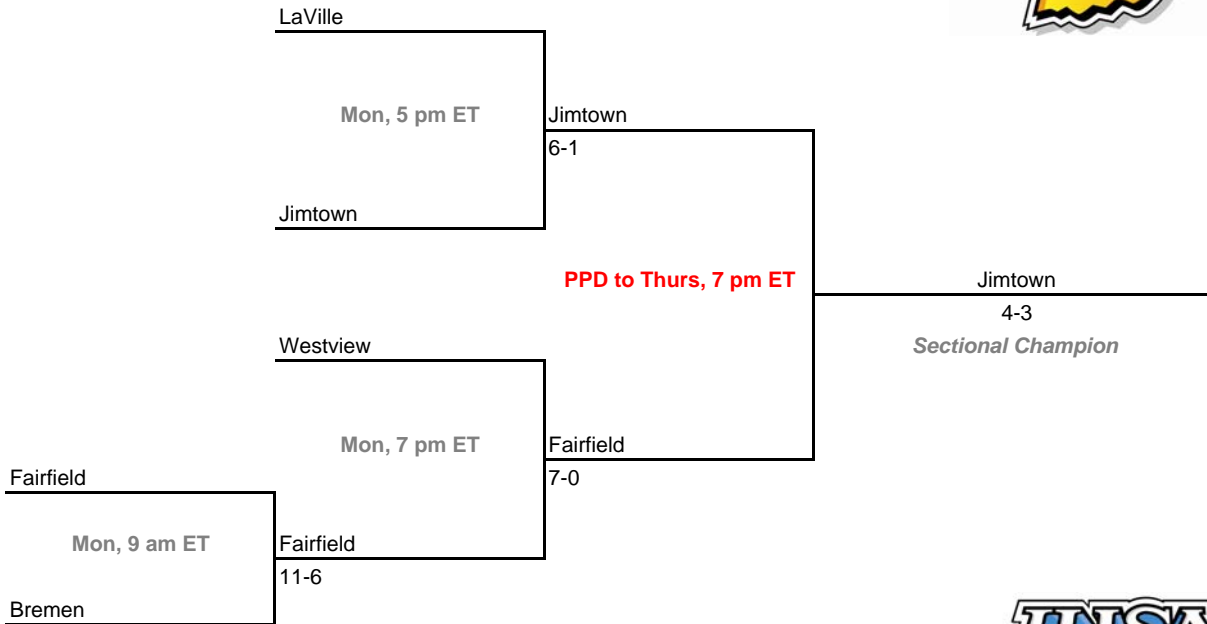 LaVille
Mon, 5 pm ET
Jimtown
6-1
Jimtown
PPD to Thurs, 7 pm ET
Jimtown
4-3
Sectional Champion
Westview
Mon, 7 pm ET
Fairfield
7-0
Fairfield
Mon, 9 am ET
Fairfield
11-6
Bremen